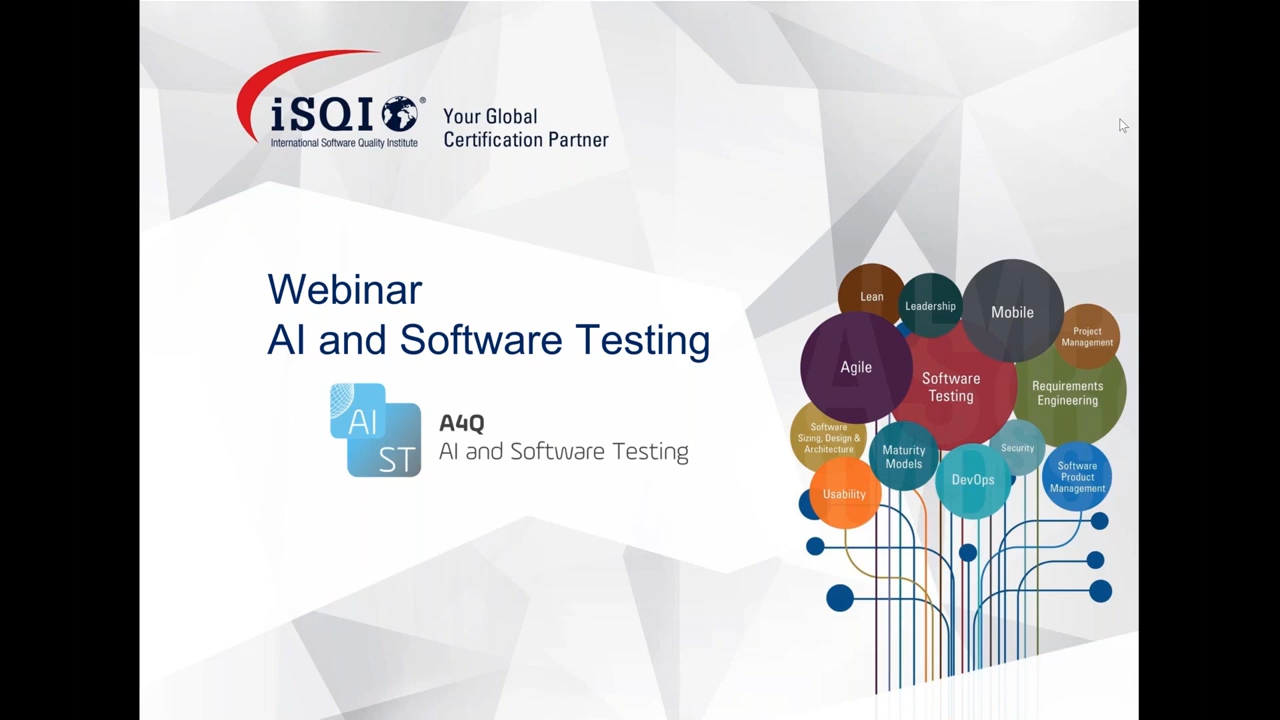 iSQI®
International Software Quality Institute
Your Global
Certification Partner
Webinar
AI and Software Testing
AI
ST
A4Q
AI and Software Testing
Lean
Leadership
Mobile
Project
Management
Agile
Software
Testing
Requirements
Engineering
Software
Sizing, Design &
Architecture
Maturity
Models
Security
Software
Product
Management
DevOps
Usability